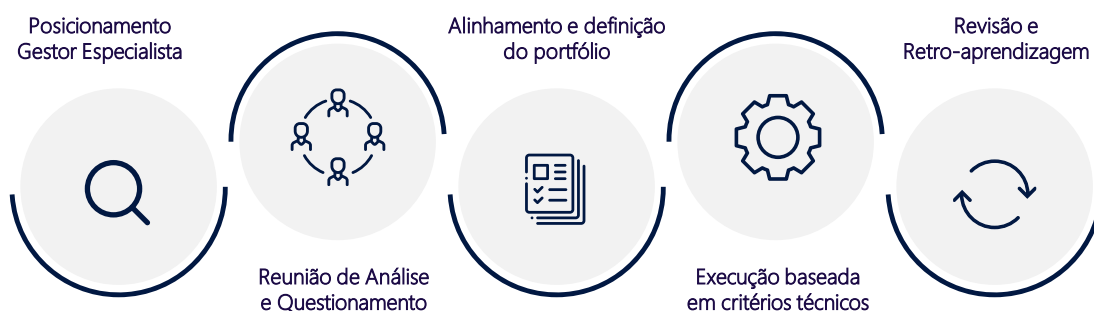 Posicionamento
Gestor Especialista
Reunião de Análise
e Questionamento
Alinhamento e definição
do portfólio
Execução baseada
em critérios técnicos
Revisão e
Retro-aprendizagem